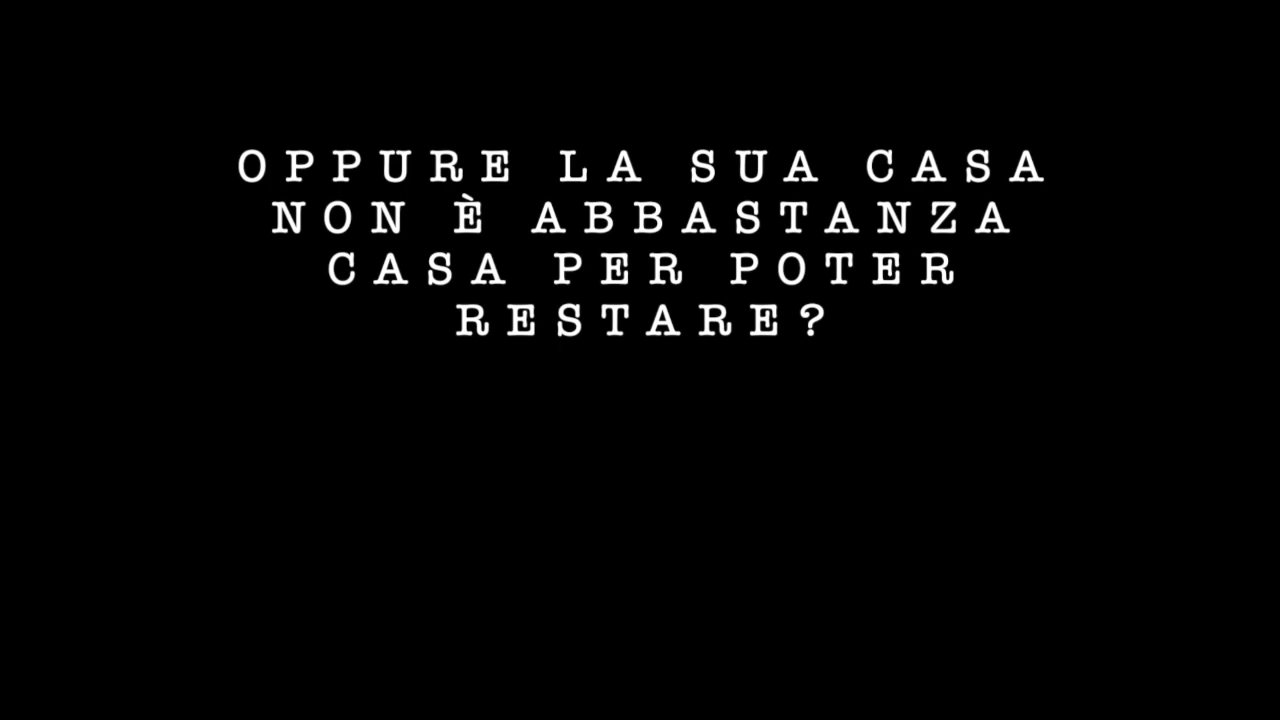 OPPURE LA SUA CASA
NON È ABBASTANZA
CASA PER POTER
RESTARE?